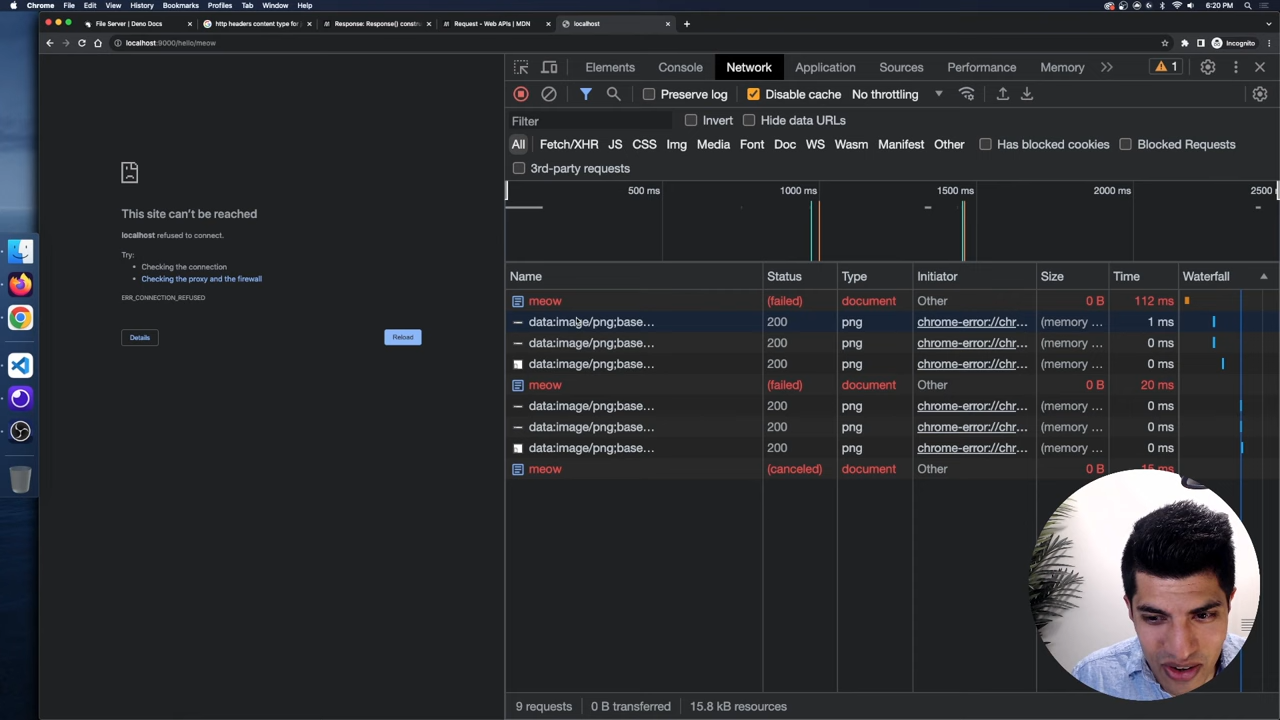 Chrome File Edit View History Bookmarks Profiles Tab Window Help 6:20 PM
File Server | Deno Docs http headers content type for Response: Response() constru Request - Web APIs | MDN localhost
localhost:9000/hello/meow Incognito
Elements Console Network Application Sources Performance Memory 1
Preserve log Disable cache No throttling
Filter Invert Hide data URLs
All Fetch/XHR JS CSS Img Media Font Doc WS Wasm Manifest Other Has blocked cookies Blocked Requests
3rd-party requests
500 ms 1000 ms 1500 ms 2000 ms 2500
This site can't be reached
localhost refused to connect.
Try:
• Checking the connection
• Checking the proxy and the firewall
ERR_CONNECTION_REFUSED
Details Reload
Name Status Type Initiator Size Time Waterfall
meow (failed) document Other 0 B 112 ms
data:image/png;base... 200 png chrome-error://chr... (memory ... 1 ms
data:image/png;base... 200 png chrome-error://chr... (memory ... 0 ms
data:image/png;base... 200 png chrome-error://chr... (memory ... 0 ms
meow (failed) document Other 0 B 20 ms
data:image/png;base... 200 png chrome-error://chr... (memory ... 0 ms
data:image/png;base... 200 png chrome-error://chr... (memory ... 0 ms
data:image/png;base... 200 png chrome-error://chr... (memory ... 0 ms
meow (canceled) document Other 0 B 15 ms
9 requests 0 B transferred 15.8 kB resources